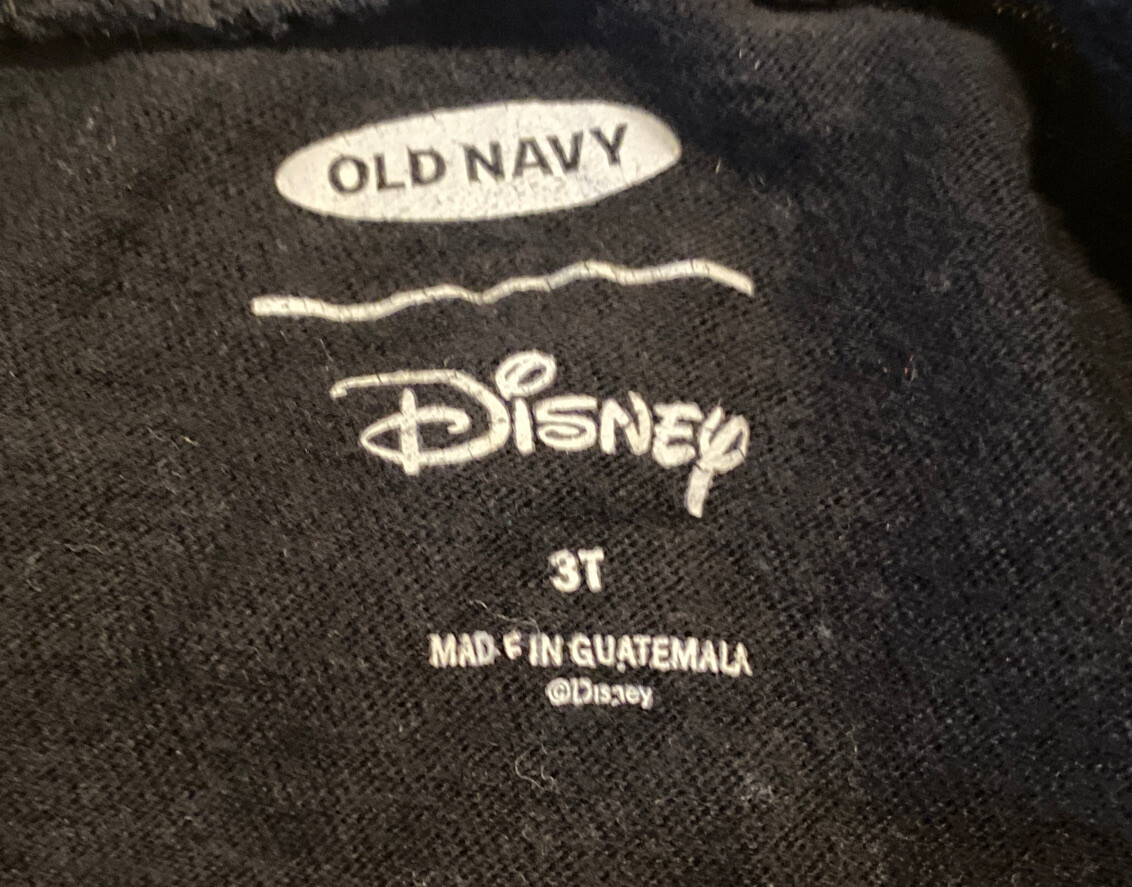 OLD NAVY
Disney
3T
MADE IN GUATEMALA
©Disney